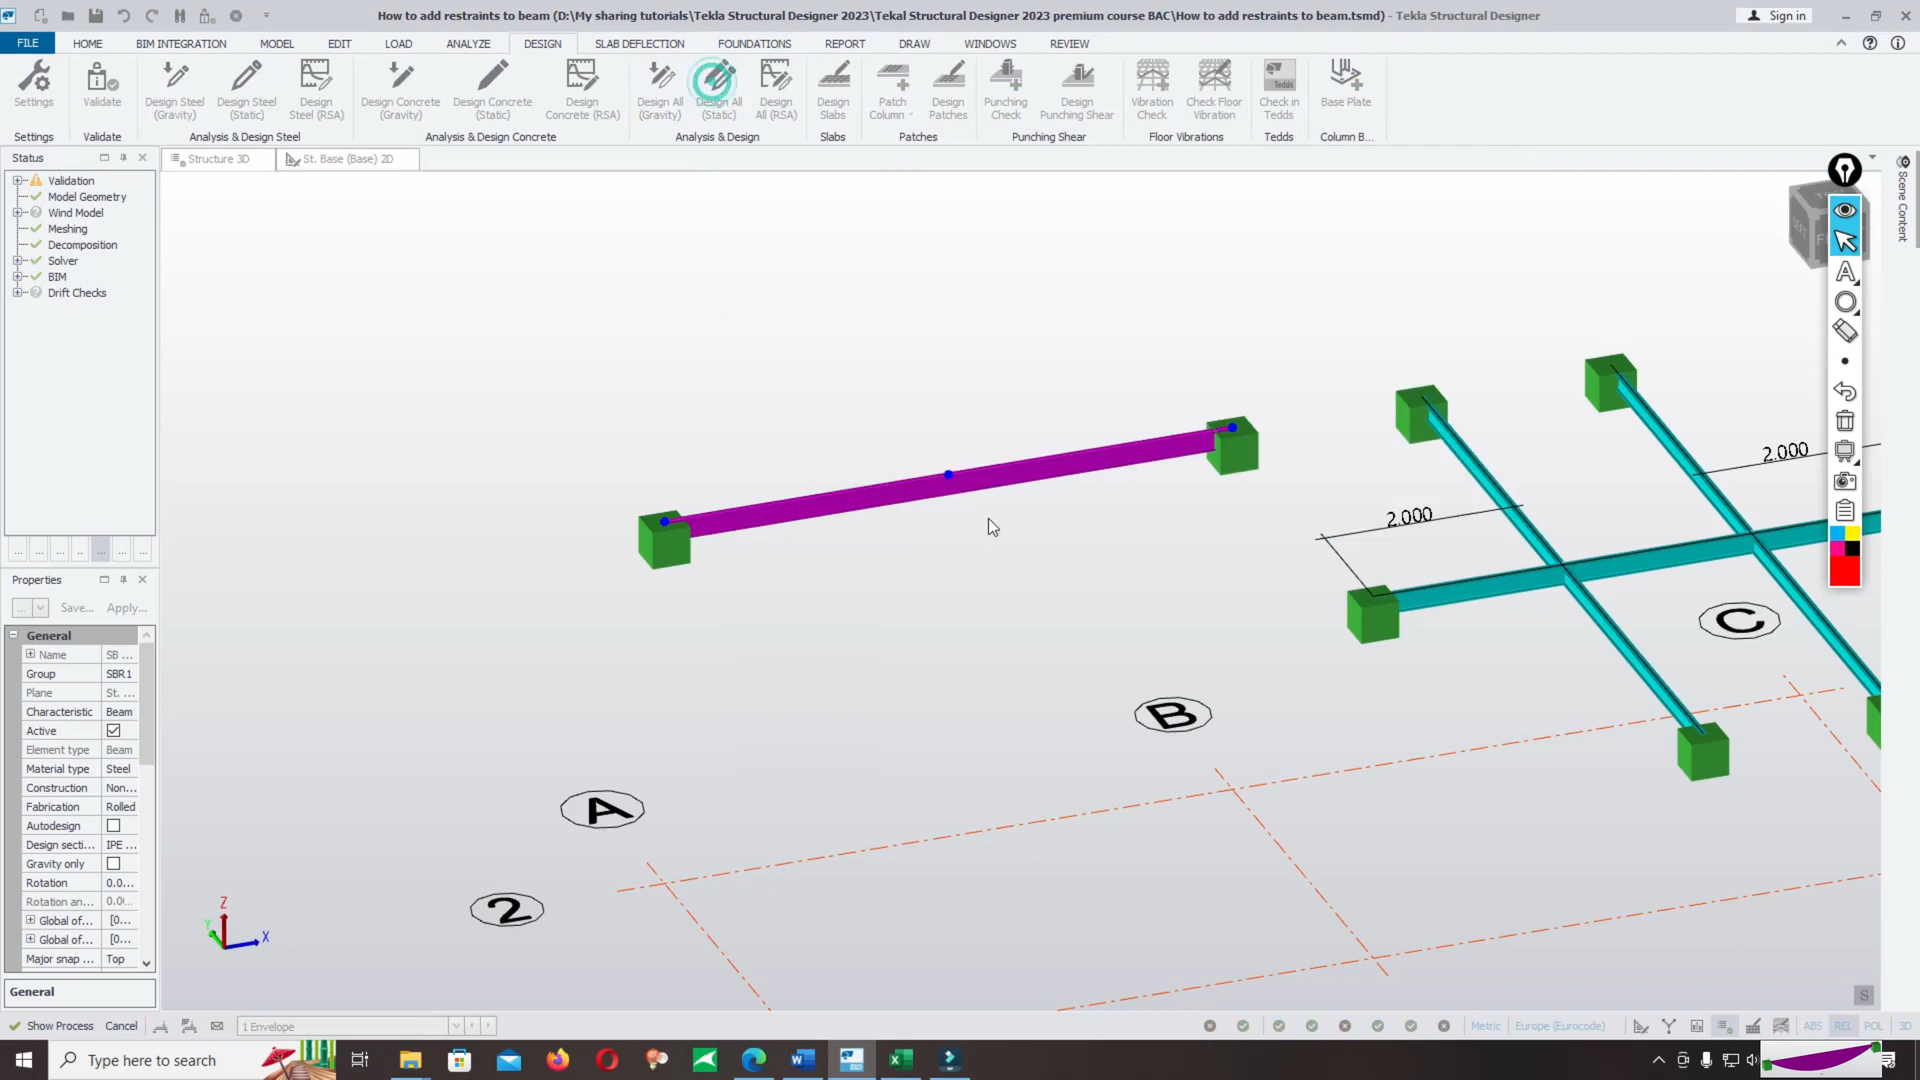 How to add restraints to beam (D:\My sharing tutorials\Tekla Structural Designer 2023\Tekal Structural Designer 2023 premium course BAC\How to add restraints to beam.tsmd) - Tekla Structural Designer
Sign in
FILE HOME BIM INTEGRATION MODEL EDIT LOAD ANALYZE DESIGN SLAB DEFLECTION FOUNDATIONS REPORT DRAW WINDOWS REVIEW
Settings Validate Design Steel (Gravity) Design Steel (Static) Design Steel (RSA) Design Concrete (Gravity) Design Concrete (Static) Design Concrete (RSA) Design All (Gravity) Design All (Static) Design All (RSA) Design Slabs Patch Column Design Patches Punching Check Design Punching Shear Vibration Check Check Floor Vibration Check in Tedds Base Plate
Settings Validate Analysis & Design Steel Analysis & Design Concrete Analysis & Design Slabs Patches Punching Shear Floor Vibrations Tedds Column B...
Status
Structure 3D
St. Base (Base) 2D
Scene Content
Validation
Model Geometry
Wind Model
Meshing
Decomposition
Solver
BIM
Drift Checks
Properties
Save... Apply...
General
Name SB ...
Group SBR1
Plane St. ...
Characteristic Beam
Active
Element type Beam
Material type Steel
Construction Non...
Fabrication Rolled
Autodesign
Design secti... IPE ...
Gravity only
Rotation 0.0...
Rotation an... 0.0(...
Global of... [0...
Global of... [0...
Major snap ... Top
General
2.000
2.000
C
B
A
2
Z
Y
X
LEFT
S
Show Process Cancel
1 Envelope
Metric Europe (Eurocode) ABS REL POL 3D
Type here to search